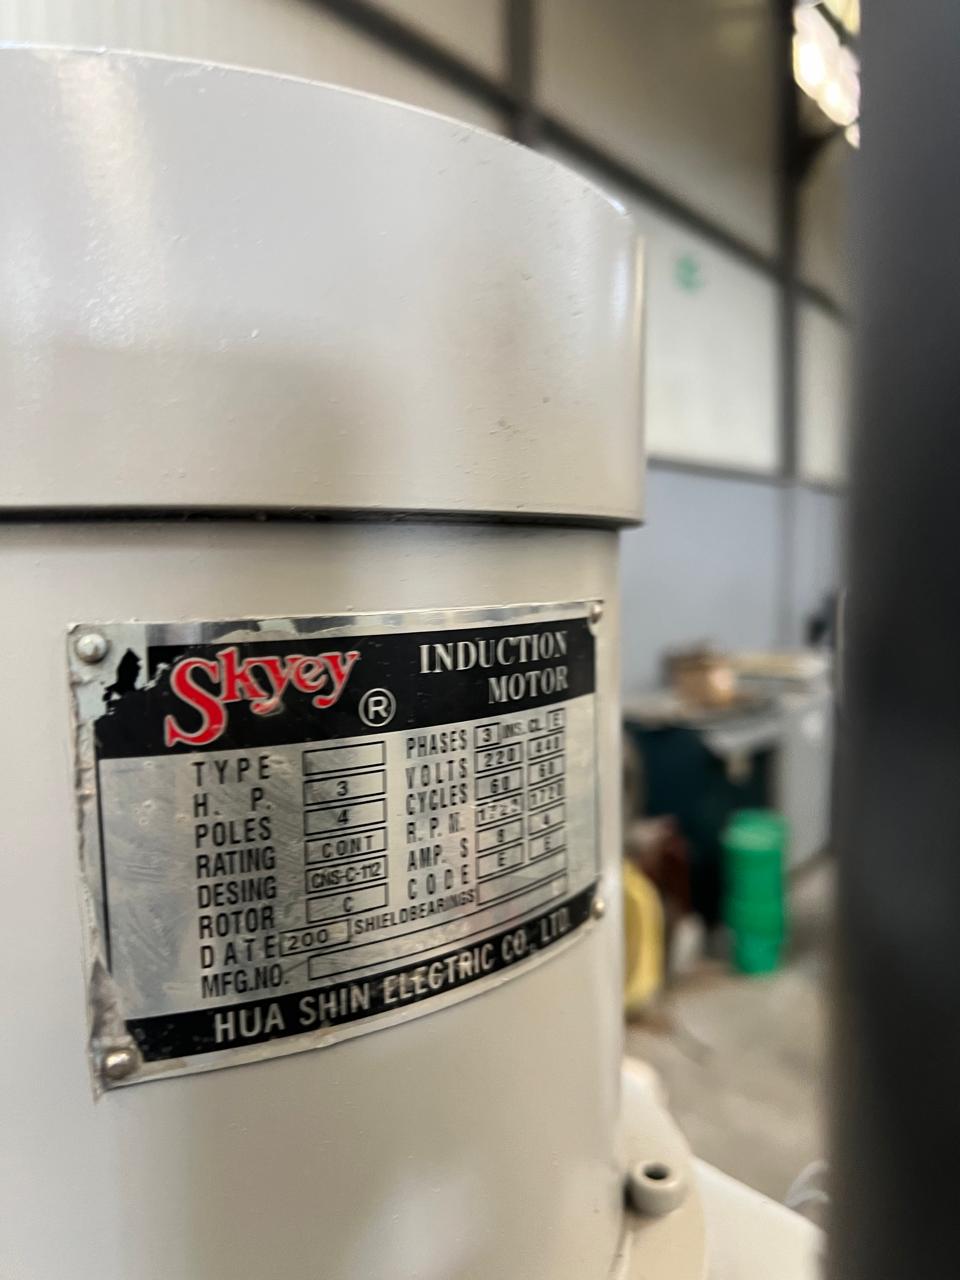 Skyey ® INDUCTION
MOTOR
TYPE
H. P. 3
POLES 4
RATING CONT
DESING CNS-C-112
ROTOR C
DATE 200 SHIELDBEARINGS
MFG.NO.
PHASES 3 INS. CL. E
VOLTS 220 440
CYCLES 60 60
R. P. M. 1720 1720
AMP. S 8 4
CODE E E
HUA SHIN ELECTRIC CO., LTD.